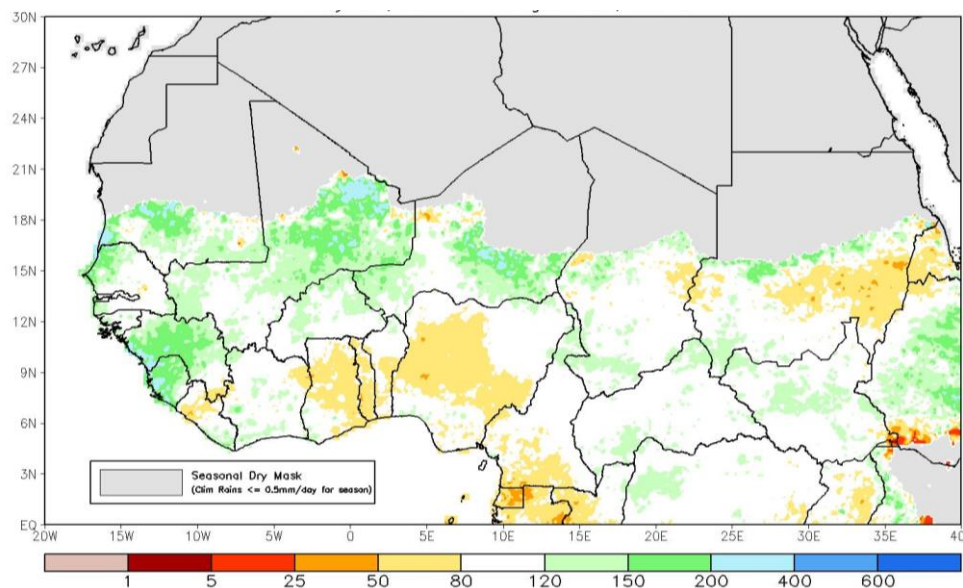 30N
27N
24N
21N
18N
15N
12N
9N
6N
3N
EQ
Seasonal Dry Mask
(Clim Rains <= 0.5mm/day for season)
20W 15W 10W 5W 0 5E 10E 15E 20E 25E 30E 35E 40
1 5 25 50 80 120 150 200 400 600